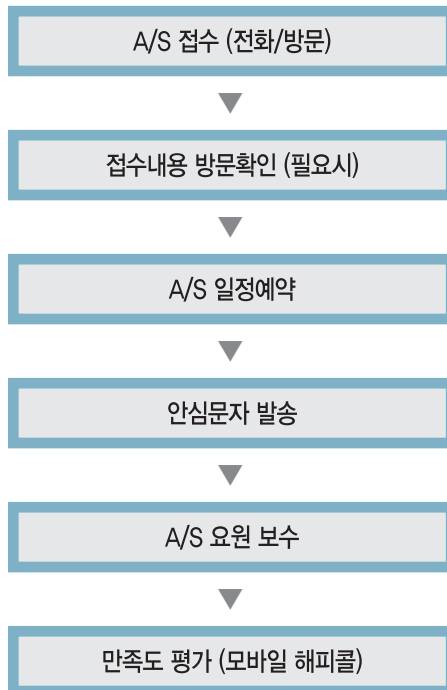 A/S 접수 (전화/방문)
접수내용 방문확인 (필요시)
A/S 일정예약
안심문자 발송
A/S 요원 보수
만족도 평가 (모바일 해피콜)